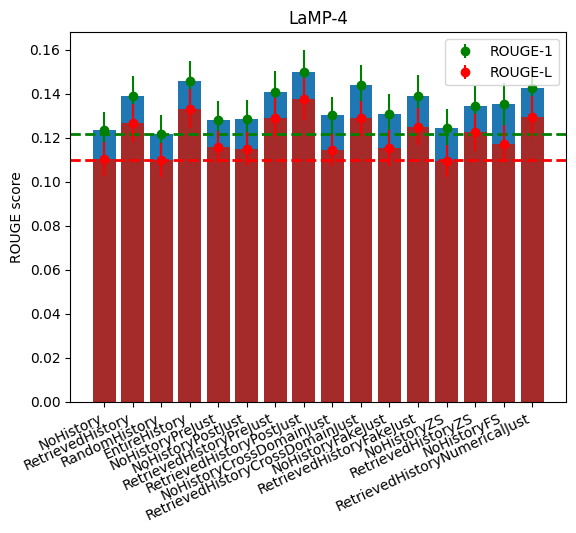 LaMP-4
ROUGE-1
ROUGE-L
ROUGE score
0.16
0.14
0.12
0.10
0.08
0.06
0.04
0.02
0.00
NoHistory
RetrievedHistory
RandomHistory
EntireHistory
NoHistoryPreJust
NoHistoryPostJust
RetrievedHistoryPreJust
RetrievedHistoryPostJust
NoHistoryCrossDomainJust
RetrievedHistoryCrossDomainJust
NoHistoryFakeJust
RetrievedHistoryFakeJust
NoHistoryZS
RetrievedHistoryZS
NoHistoryFS
RetrievedHistoryNumericalJust